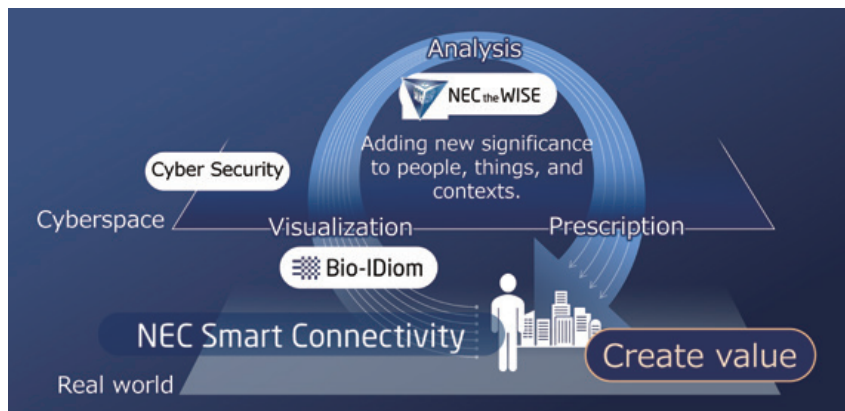 Analysis
NEC the WISE
Adding new significance
to people, things, and
contexts.
Cyber Security
Cyberspace
Visualization
Prescription
Bio-IDiom
NEC Smart Connectivity
Create value
Real world